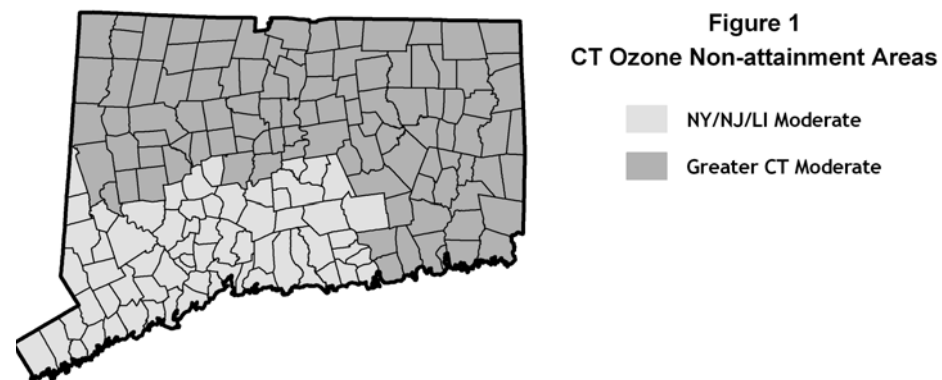 Figure 1
CT Ozone Non-attainment Areas
NY/NJ/LI Moderate
Greater CT Moderate